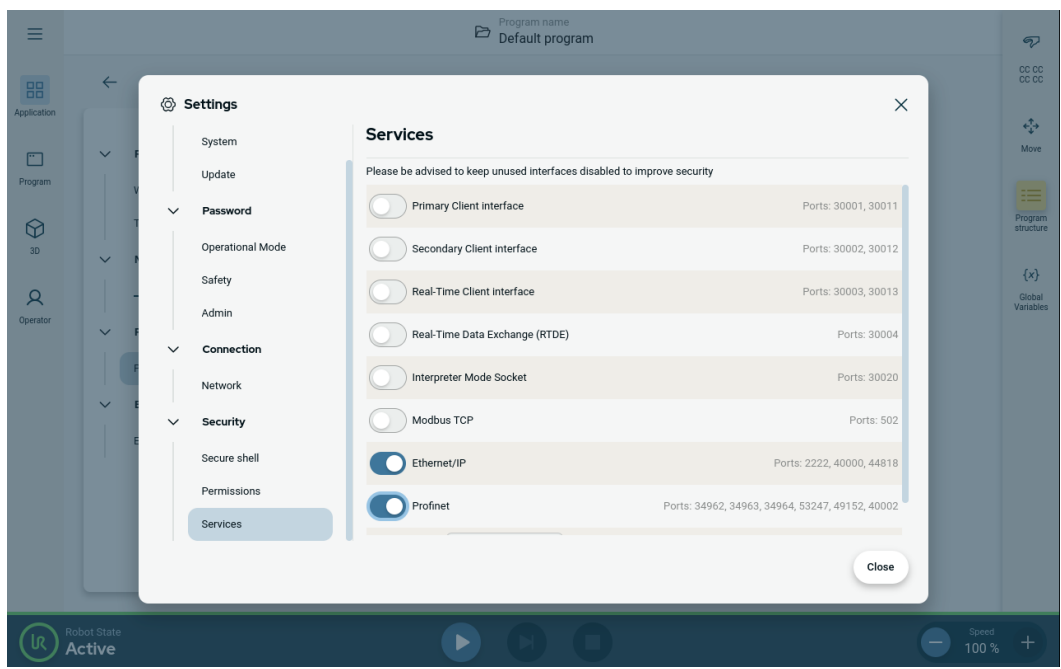 Program name
Default program
Application
Program
3D
Operator
Settings
System
Update
Password
Operational Mode
Safety
Admin
Connection
Network
Security
Secure shell
Permissions
Services
Services
Please be advised to keep unused interfaces disabled to improve security
Primary Client interface Ports: 30001, 30011
Secondary Client interface Ports: 30002, 30012
Real-Time Client interface Ports: 30003, 30013
Real-Time Data Exchange (RTDE) Ports: 30004
Interpreter Mode Socket Ports: 30020
Modbus TCP Ports: 502
Ethernet/IP Ports: 2222, 40000, 44818
Profinet Ports: 34962, 34963, 34964, 53247, 49152, 40002
Close
CC CC
CC CC
Move
Program
structure
{x}
Global
Variables
Robot State
Active
Speed
100 %